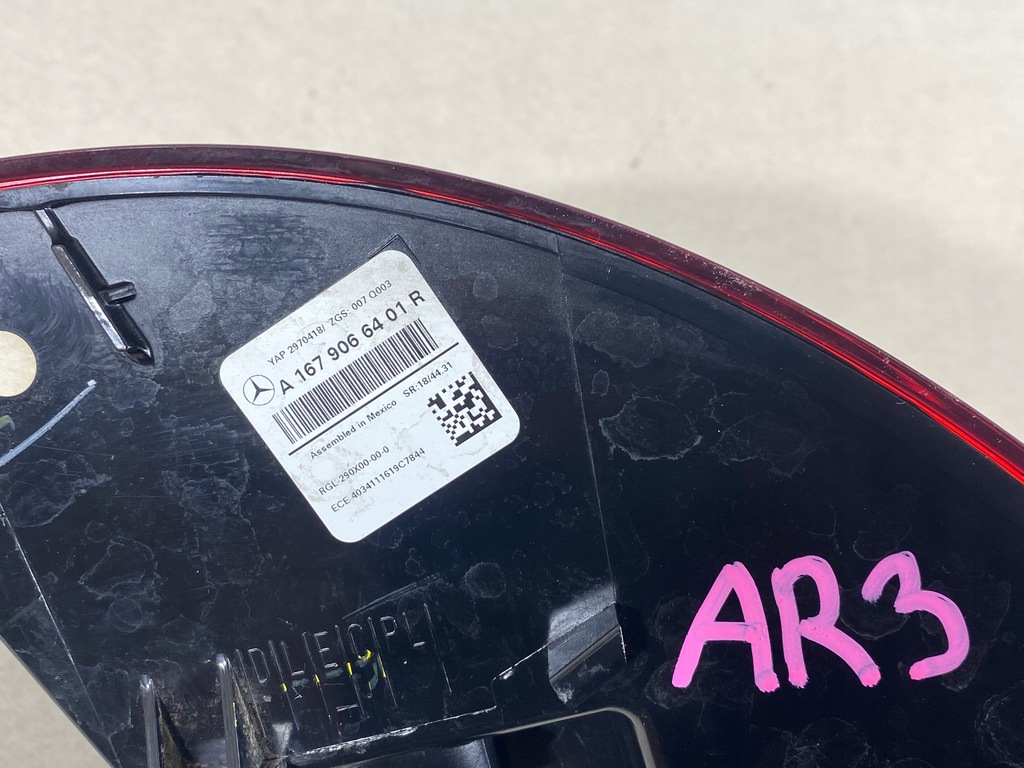 YAP 2970418/ ZGS: 007 Q003
A 167 906 64 01 R
Assembled in Mexico SR:18/44.31
RGL-290X00-00-0
ECE 4034111619C7844
D L E C P L
AR3